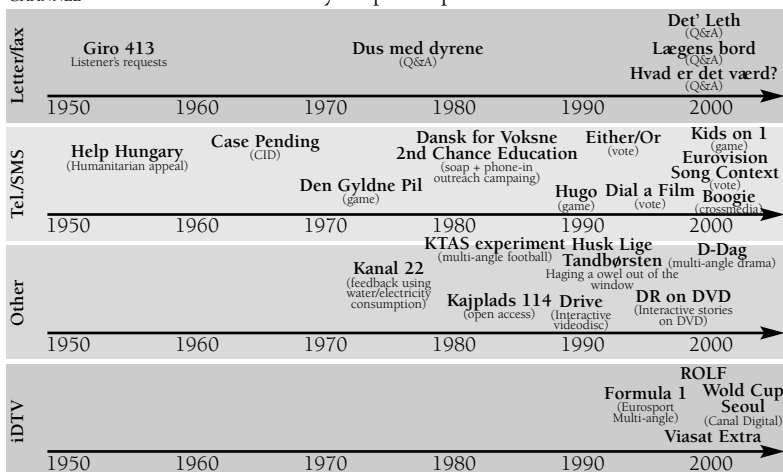 Letter/fax
Det' Leth
(Q&A)
Giro 413
Listener's requests
Dus med dyrene
(Q&A)
Lægens bord
(Q&A)
Hvad er det værd?
(Q&A)
1950 1960 1970 1980 1990 2000
Tel./SMS
Help Hungary
(Humanitarian appeal)
Case Pending
(CID)
Den Gyldne Pil
(game)
Dansk for Voksne
2nd Chance Education
(soap + phone-in
outreach campaing)
Hugo
(game)
Either/Or
(vote)
Dial a Film
(vote)
Kids on 1
(game)
Eurovision
Song Context
(vote)
Boogie
(crossmedia)
1950 1960 1970 1980 1990 2000
Other
Kanal 22
(feedback using
water/electricity
consumption)
KTAS experiment
(multi-angle football)
Kajplads 114
(open access)
Husk Lige
Tandbørsten
Haging a owel out of the
window
Drive
(Interactive
videodisc)
DR on DVD
(Interactive stories
on DVD)
D-Dag
(multi-angle drama)
1950 1960 1970 1980 1990 2000
iDTV
Formula 1
(Eurosport
Multi-angle)
ROLF
Wold Cup
Seoul
(Canal Digital)
Viasat Extra
1950 1960 1970 1980 1990 2000